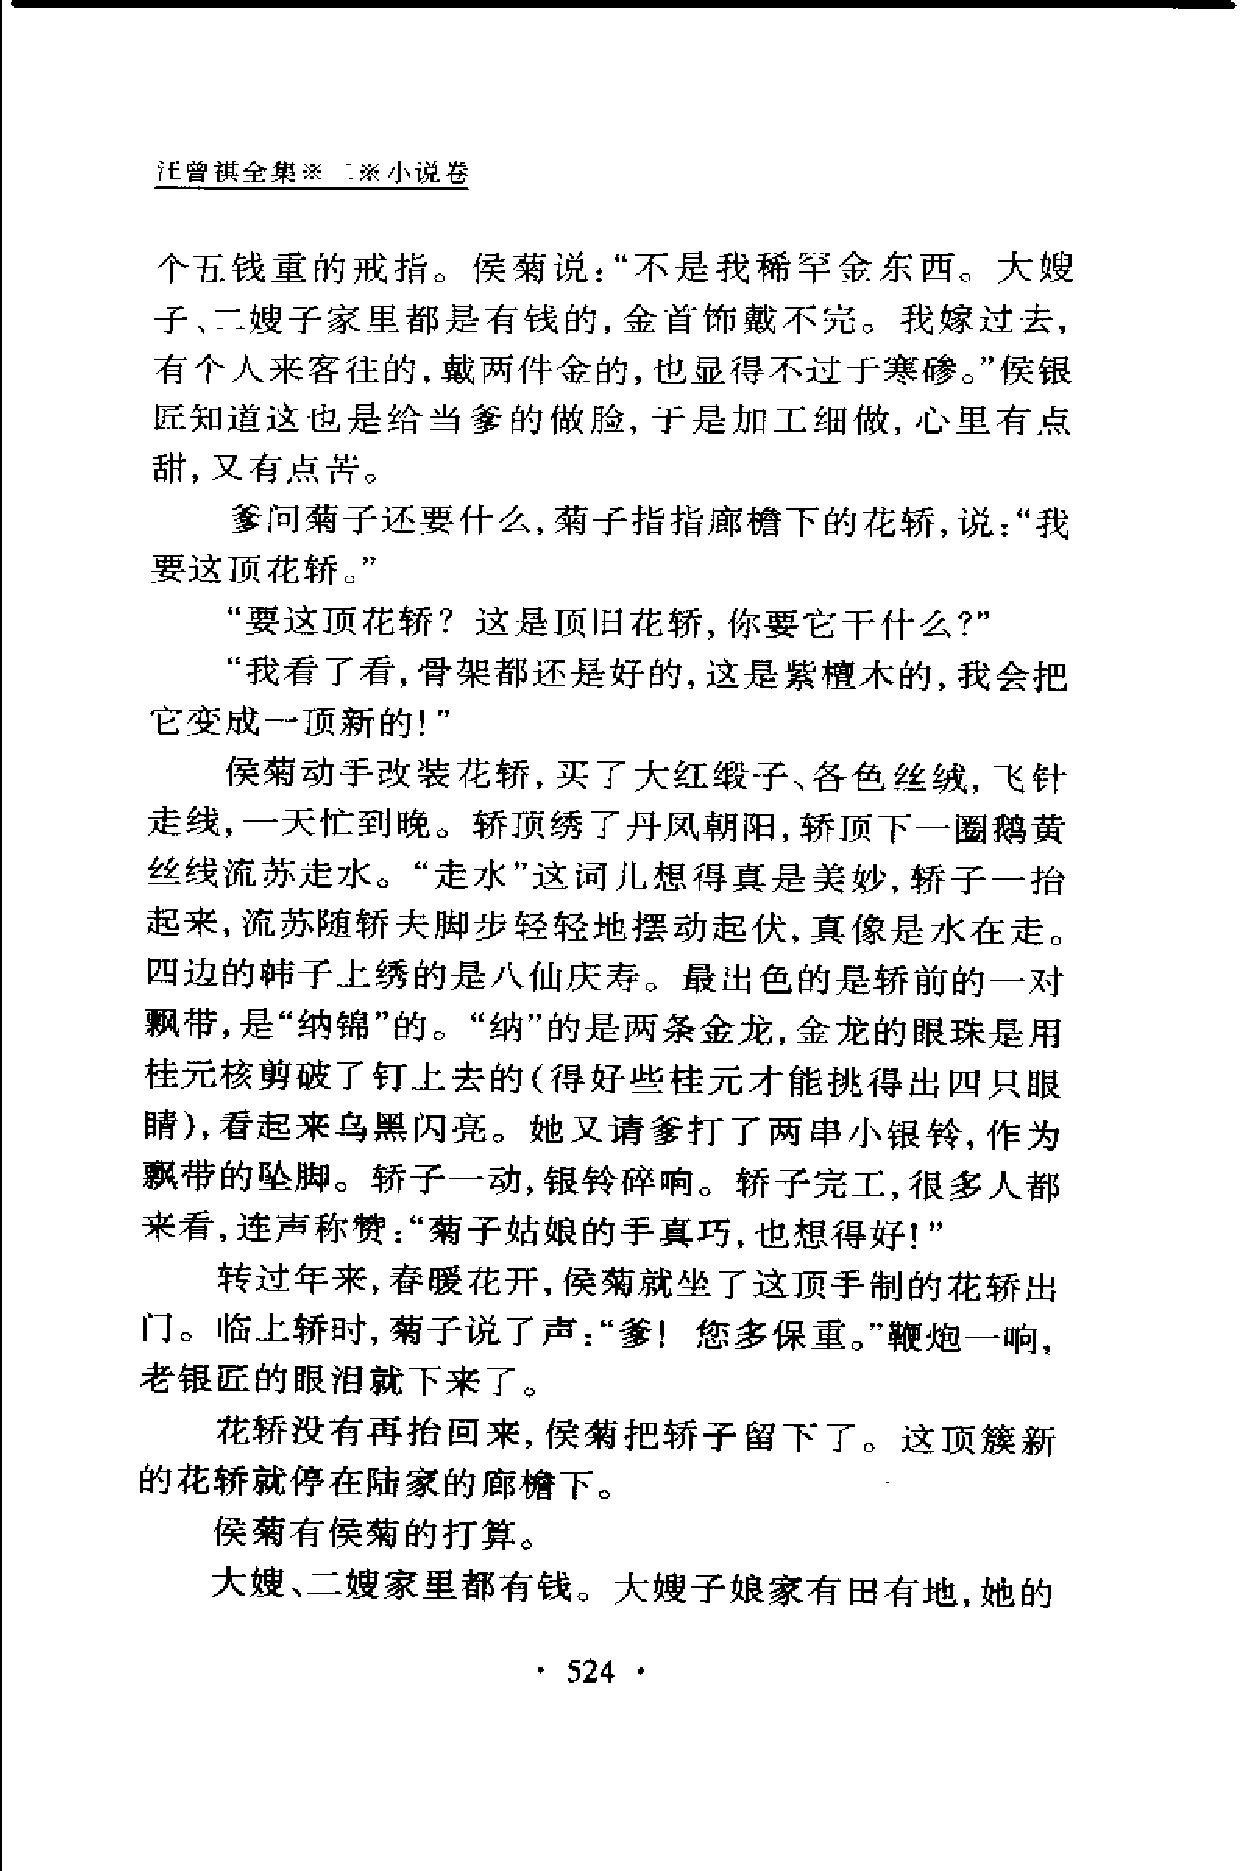 汪曾祺全集※二※小说卷
个五钱重的戒指。侯菊说:“不是我稀罕金东西。大嫂
子、二嫂子家里都是有钱的,金首饰戴不完。我嫁过去,
有个人来客往的,戴两件金的,也显得不过于寒碜。”侯银
匠知道这也是给当爹的做脸,于是加工细做,心里有点
甜,又有点苦。
爹问菊子还要什么,菊子指指廊檐下的花轿,说:“我
要这顶花轿。”
“要这顶花轿?这是顶旧花轿,你要它干什么?”
“我看了看,骨架都还是好的,这是紫檀木的,我会把
它变成一顶新的!”
侯菊动手改装花轿,买了大红缎子、各色丝绒,飞针
走线,一天忙到晚。轿顶绣了丹凤朝阳,轿顶下一圈鹅黄
丝线流苏走水。“走水”这词儿想得真是美妙,轿子一抬
起来,流苏随轿夫脚步轻轻地摆动起伏,真像是水在走。
四边的帏子上绣的是八仙庆寿。最出色的是轿前的一对
飘带,是“纳锦”的。“纳”的是两条金龙,金龙的眼珠是用
桂元核剪破了钉上去的(得好些桂元才能挑得出四只眼
睛),看起来乌黑闪亮。她又请爹打了两串小银铃,作为
飘带的坠脚。轿子一动,银铃碎响。轿子完工,很多人都
来看,连声称赞:“菊子姑娘的手真巧,也想得好!”
转过年来,春暖花开,侯菊就坐了这顶手制的花轿出
门。临上轿时,菊子说了声:“爹!您多保重。”鞭炮一响,
老银匠的眼泪就下来了。
花轿没有再抬回来,侯菊把轿子留下了。这顶簇新
的花轿就停在陆家的廊檐下。
侯菊有侯菊的打算。
大嫂、二嫂家里都有钱。大嫂子娘家有田有地,她的
· 524 ·